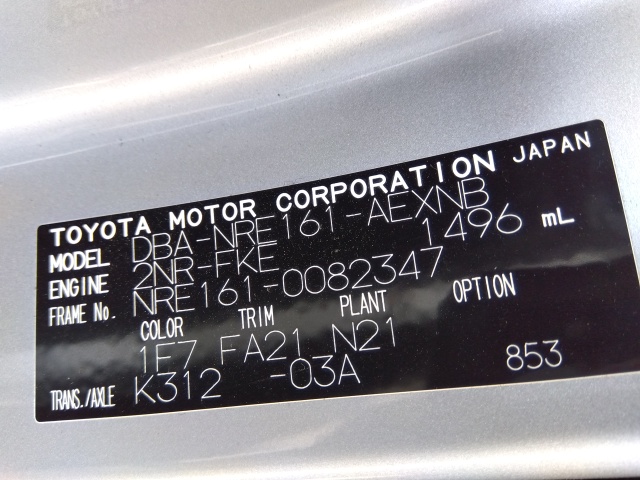 TOYOTA MOTOR CORPORATION JAPAN
MODEL DBA-NRE161-AEXNB
ENGINE 2NR-FKE 1496 mL
FRAME No. NRE161-0082347
COLOR TRIM PLANT OPTION
1F7 FA21 N21
TRANS./AXLE K312 -03A 853